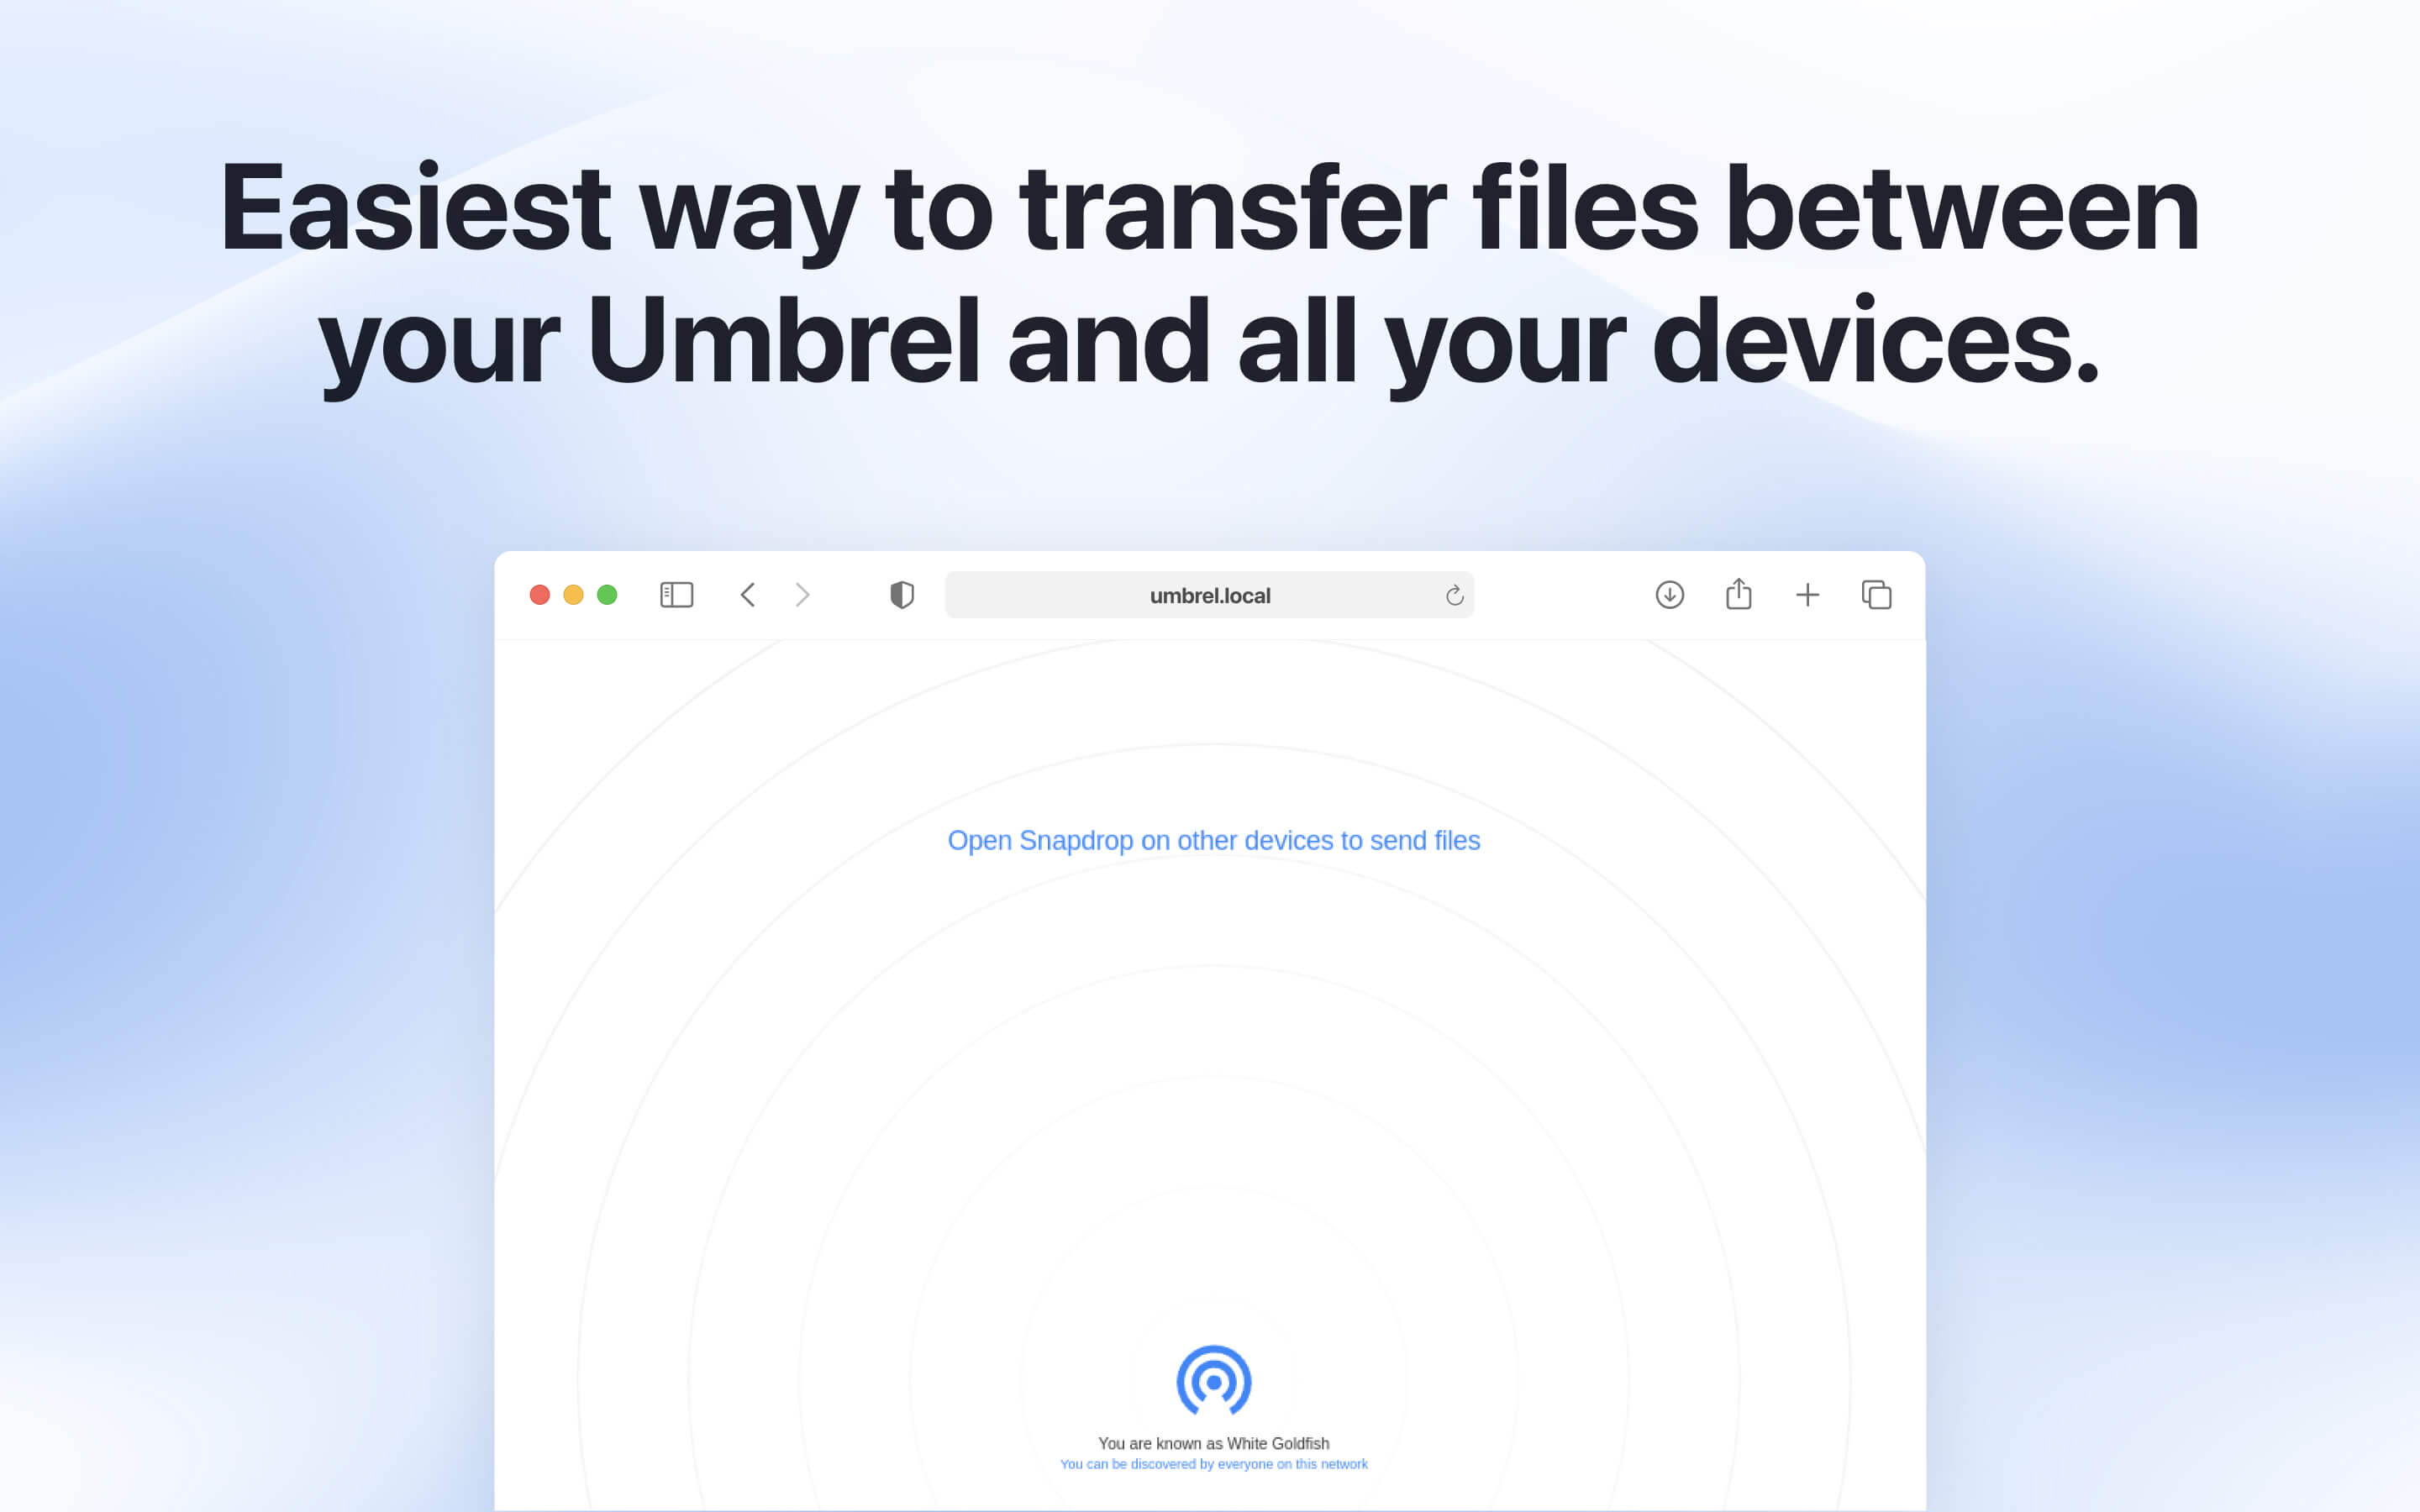 Easiest way to transfer files between
your Umbrel and all your devices.
umbrel.local
Open Snapdrop on other devices to send files
You are known as White Goldfish
You can be discovered by everyone on this network